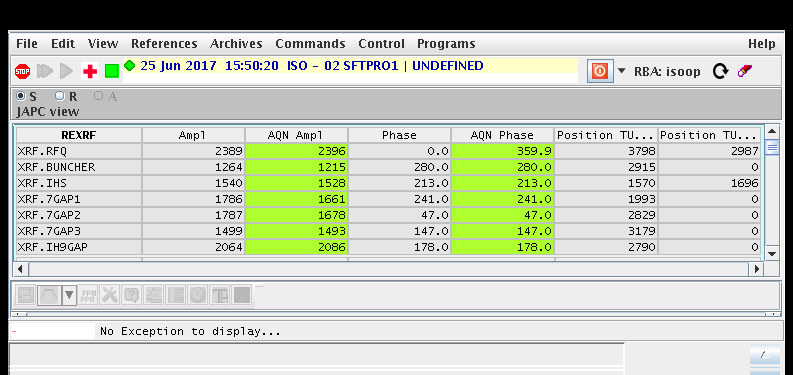 File Edit View References Archives Commands Control Programs Help
STOP 25 Jun 2017 15:50:20 ISO - 02 SFTPRO1 | UNDEFINED RBA: isoop
S R A
JAPC view
REXRF Ampl AQN Ampl Phase AQN Phase Position TU... Position TU...
XRF.RFQ 2389 2396 0.0 359.9 3798 2987
XRF.BUNCHER 1264 1215 280.0 280.0 2915 0
XRF.IHS 1540 1528 213.0 213.0 1570 1696
XRF.7GAP1 1786 1661 241.0 241.0 1993 0
XRF.7GAP2 1787 1678 47.0 47.0 2829 0
XRF.7GAP3 1499 1493 147.0 147.0 3179 0
XRF.IH9GAP 2064 2086 178.0 178.0 2790 0
- No Exception to display...